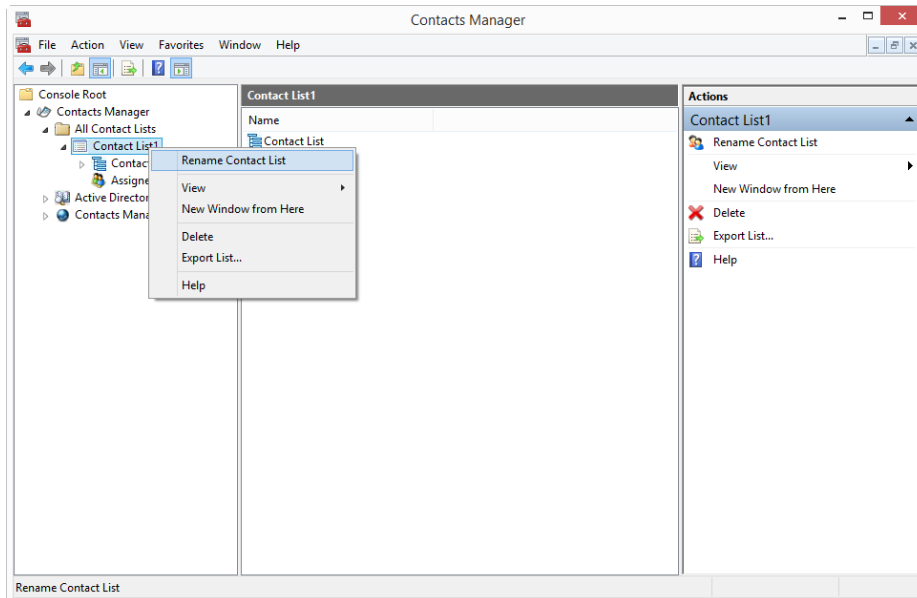 Contacts Manager
File Action View Favorites Window Help
Console Root
Contacts Manager
All Contact Lists
Contact List1
Contac
Assigne
Active Director
Contacts Mana
Rename Contact List
View
New Window from Here
Delete
Export List...
Help
Contact List1
Name
Contact List
Actions
Contact List1
Rename Contact List
View
New Window from Here
Delete
Export List...
Help
Rename Contact List